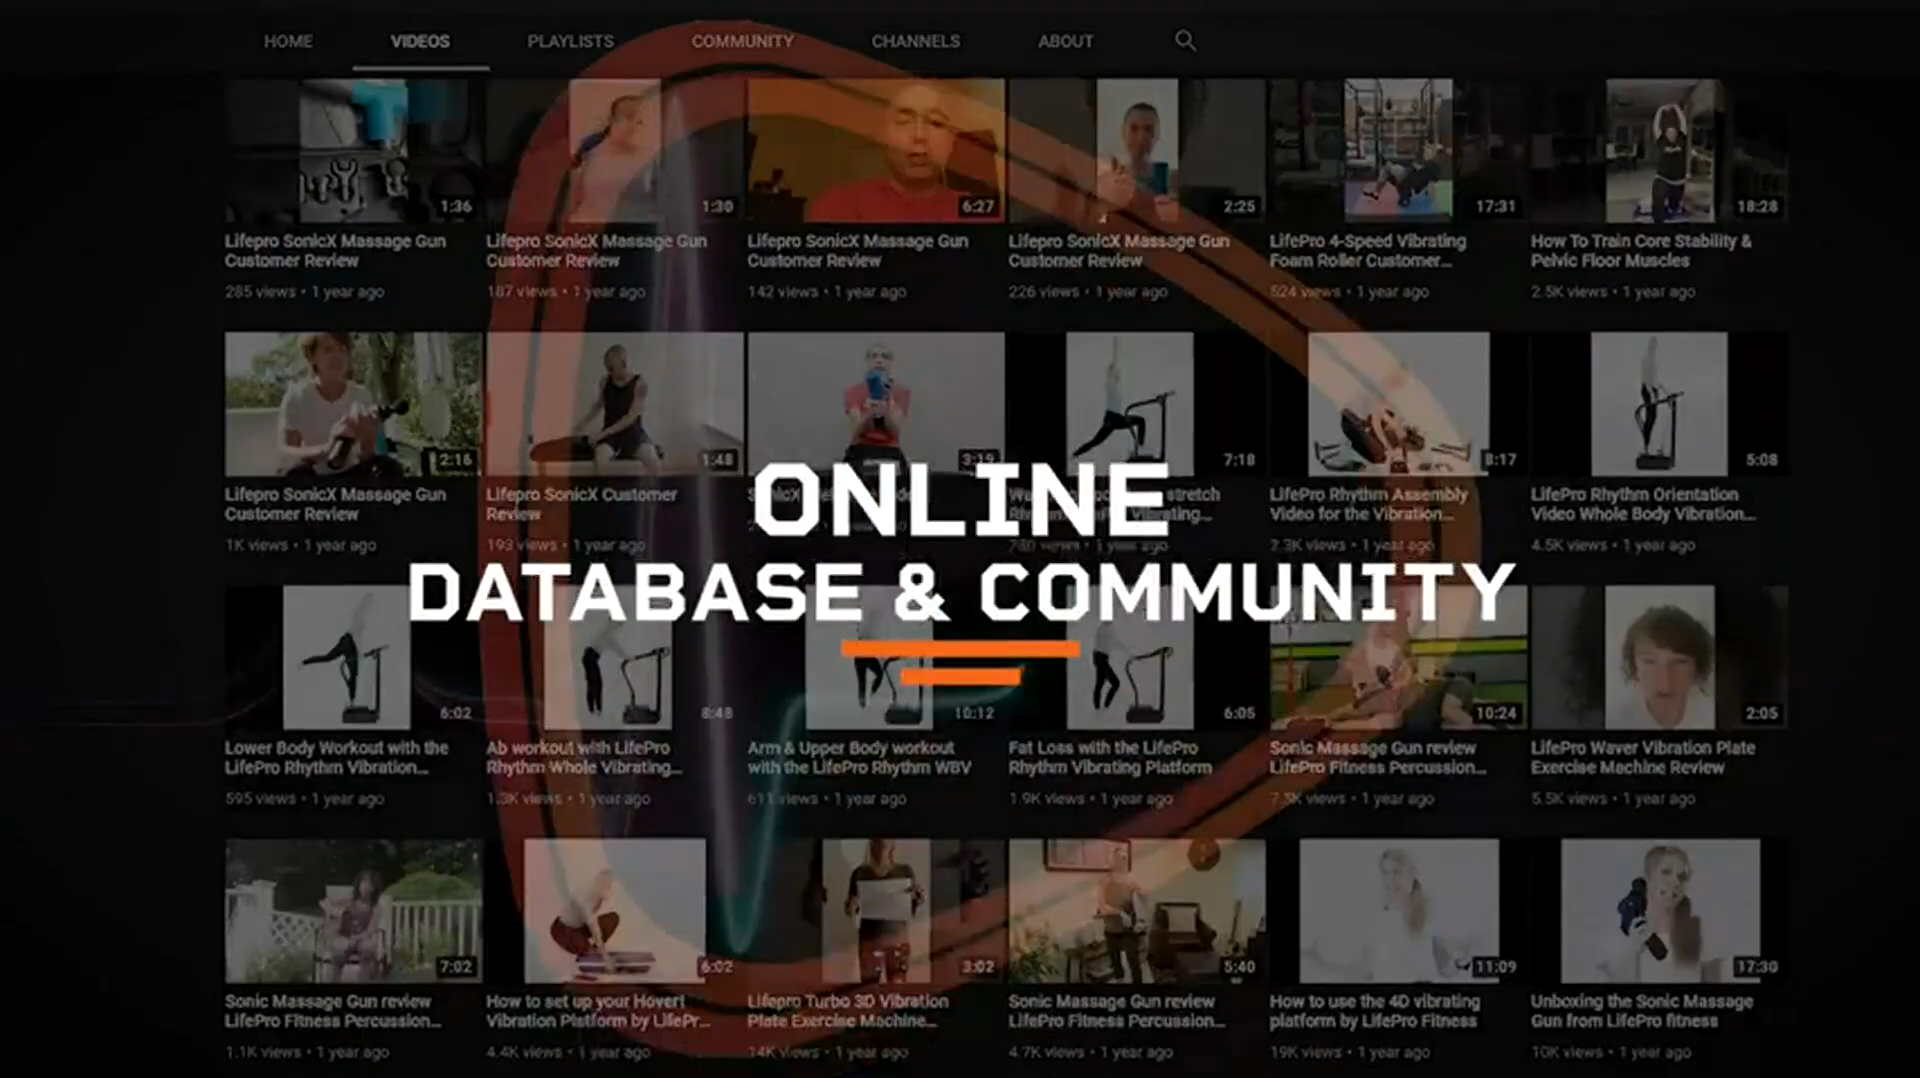 HOME VIDEOS PLAYLISTS COMMUNITY CHANNELS ABOUT
1:36 1:30 6:27 2:25 17:31 18:28
Lifepro SonicX Massage Gun
Customer Review
285 views • 1 year ago
Lifepro SonicX Massage Gun
Customer Review
187 views • 1 year ago
Lifepro SonicX Massage Gun
Customer Review
142 views • 1 year ago
Lifepro SonicX Massage Gun
Customer Review
226 views • 1 year ago
LifePro 4-Speed Vibrating
Foam Roller Customer...
524 views • 1 year ago
How To Train Core Stability &
Pelvic Floor Muscles
2.5K views • 1 year ago
2:16 1:48 3:19 7:18 8:17 5:08
Lifepro SonicX Massage Gun
Customer Review
1K views • 1 year ago
Lifepro SonicX Customer
Review
193 views • 1 year ago
stretch
LifePro Rhythm Assembly
Video for the Vibration...
2.3K views • 1 year ago
LifePro Rhythm Orientation
Video Whole Body Vibration...
4.5K views • 1 year ago
ONLINE
DATABASE & COMMUNITY
6:02 8:48 10:12 6:05 10:24 2:05
Lower Body Workout with the
LifePro Rhythm Vibration...
595 views • 1 year ago
Ab workout with LifePro
Rhythm Whole Vibrating...
1.3K views • 1 year ago
Arm & Upper Body workout
with the LifePro Rhythm WBV
611 views • 1 year ago
Fat Loss with the LifePro
Rhythm Vibrating Platform
1.9K views • 1 year ago
Sonic Massage Gun review
LifePro Fitness Percussion...
7.5K views • 1 year ago
LifePro Waver Vibration Plate
Exercise Machine Review
5.5K views • 1 year ago
7:02 6:02 3:02 5:40 11:09 17:30
Sonic Massage Gun review
LifePro Fitness Percussion...
1.1K views • 1 year ago
How to set up your Hovert
Vibration Platform by LifePr...
4.4K views • 1 year ago
Lifepro Turbo 3D Vibration
Plate Exercise Machine...
14K views • 1 year ago
Sonic Massage Gun review
LifePro Fitness Percussion...
4.7K views • 1 year ago
How to use the 4D vibrating
platform by LifePro Fitness
19K views • 1 year ago
Unboxing the Sonic Massage
Gun from LifePro fitness
10K views • 1 year ago